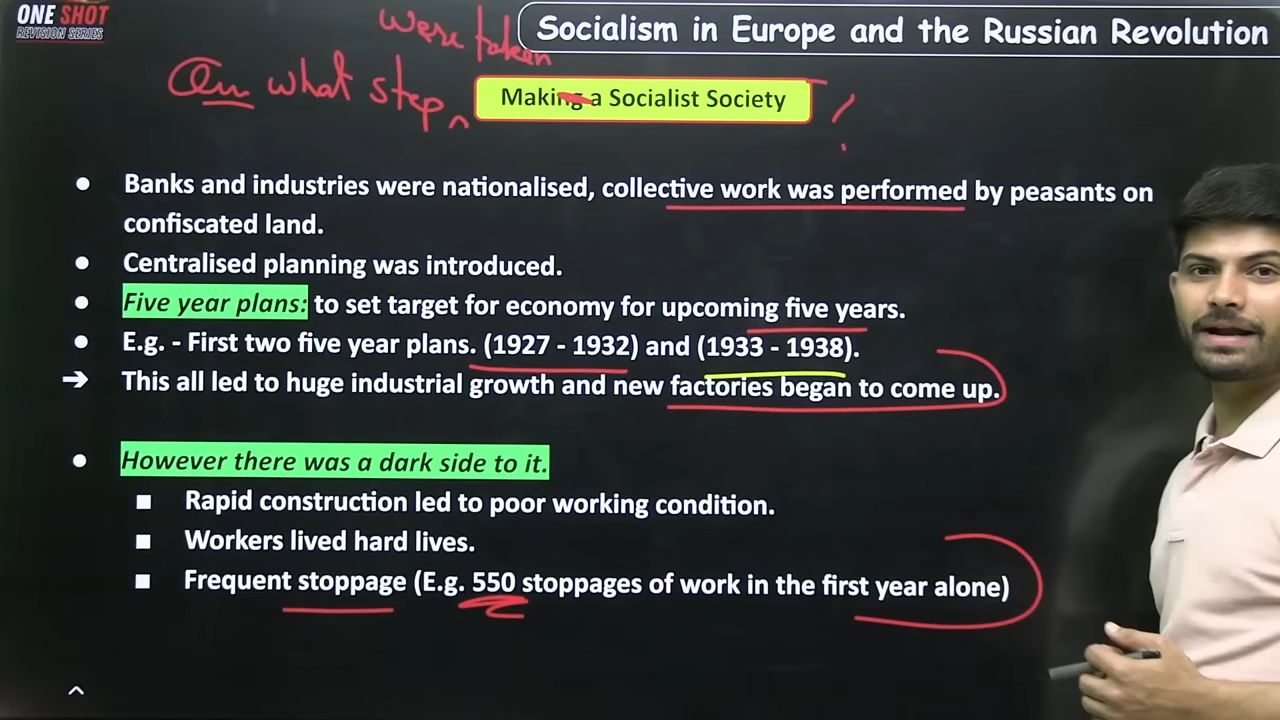 ONE SHOT
REVISION SERIES
Socialism in Europe and the Russian Revolution
were taken
Qu what step ^
Making a Socialist Society
?
● Banks and industries were nationalised, collective work was performed by peasants on
confiscated land.
● Centralised planning was introduced.
● Five year plans: to set target for economy for upcoming five years.
● E.g. - First two five year plans. (1927 - 1932) and (1933 - 1938).
➔ This all led to huge industrial growth and new factories began to come up.
● However there was a dark side to it.
■ Rapid construction led to poor working condition.
■ Workers lived hard lives.
■ Frequent stoppage (E.g. 550 stoppages of work in the first year alone)